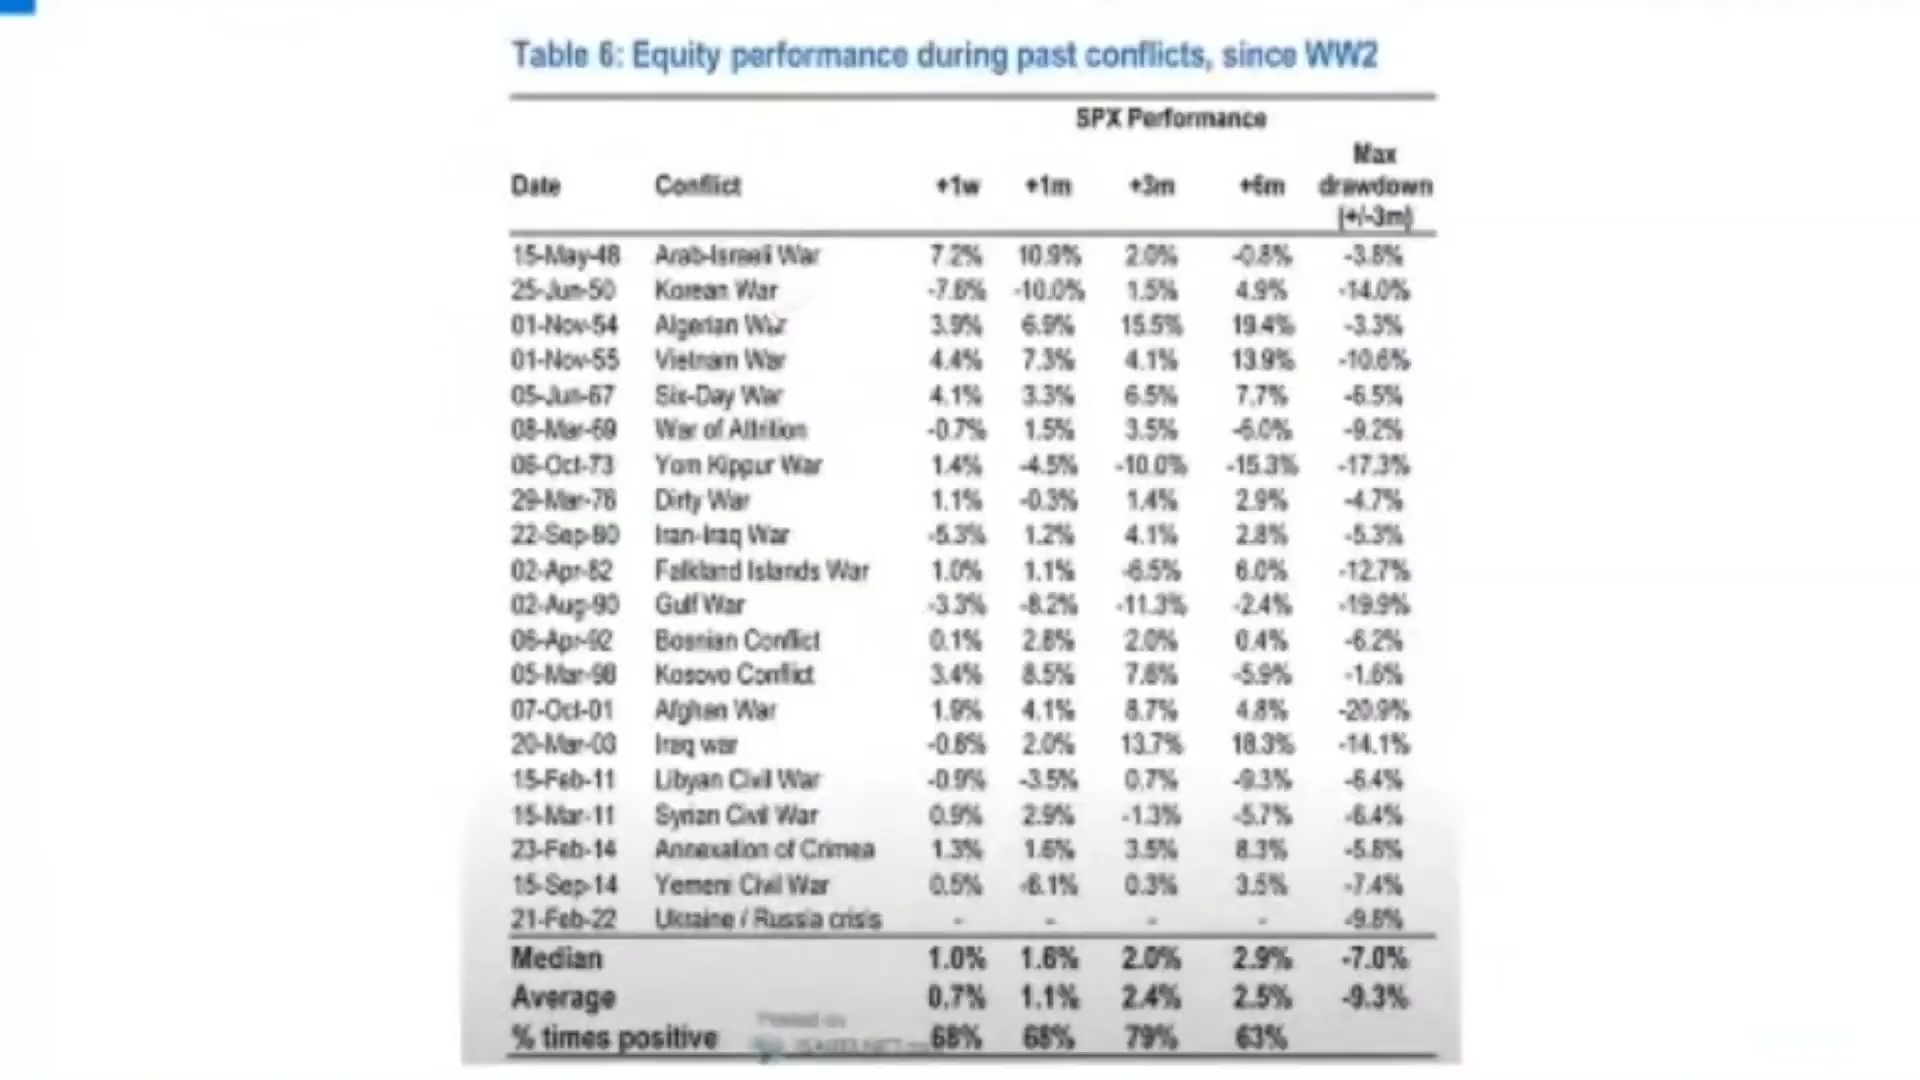 Table 6: Equity performance during past conflicts, since WW2
SPX Performance
Date Conflict +1w +1m +3m +6m Max drawdown (+/-3m)
15-May-48 Arab-Israeli War 7.2% 10.9% 2.0% -0.8% -3.8%
25-Jun-50 Korean War -7.6% -10.0% 1.5% 4.9% -14.0%
01-Nov-54 Algerian War 3.9% 6.9% 15.5% 19.4% -3.3%
01-Nov-55 Vietnam War 4.4% 7.3% 4.1% 13.9% -10.6%
05-Jun-67 Six-Day War 4.1% 3.3% 6.5% 7.7% -6.5%
08-Mar-69 War of Attrition -0.7% 1.5% 3.5% -6.0% -9.2%
06-Oct-73 Yom Kippur War 1.4% -4.5% -10.0% -15.3% -17.3%
29-Mar-76 Dirty War 1.1% -0.3% 1.4% 2.9% -4.7%
22-Sep-80 Iran-Iraq War -5.3% 1.2% 4.1% 2.8% -5.3%
02-Apr-82 Falkland Islands War 1.0% 1.1% -6.5% 6.0% -12.7%
02-Aug-90 Gulf War -3.3% -8.2% -11.3% -2.4% -19.9%
06-Apr-92 Bosnian Conflict 0.1% 2.8% 2.0% 0.4% -6.2%
05-Mar-98 Kosovo Conflict 3.4% 8.5% 7.6% -5.9% -1.6%
07-Oct-01 Afghan War 1.9% 4.1% 8.7% 4.8% -20.9%
20-Mar-03 Iraq war -0.8% 2.0% 13.7% 18.3% -14.1%
15-Feb-11 Libyan Civil War -0.9% -3.5% 0.7% -9.3% -6.4%
15-Mar-11 Syrian Civil War 0.9% 2.9% -1.3% -5.7% -6.4%
23-Feb-14 Annexation of Crimea 1.3% 1.6% 3.5% 8.3% -5.8%
15-Sep-14 Yemeni Civil War 0.5% -6.1% 0.3% 3.5% -7.4%
21-Feb-22 Ukraine / Russia crisis - - - - -9.8%
Median 1.0% 1.6% 2.0% 2.9% -7.0%
Average 0.7% 1.1% 2.4% 2.5% -9.3%
Posted on
% times positive 68% 68% 79% 63%